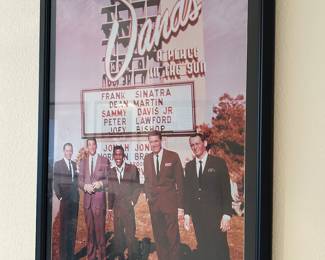 Sands
A PLACE
IN THE SUN
FRANK SINATRA
DEAN MARTIN
SAMMY DAVIS JR
PETER LAWFORD
JOEY BISHOP